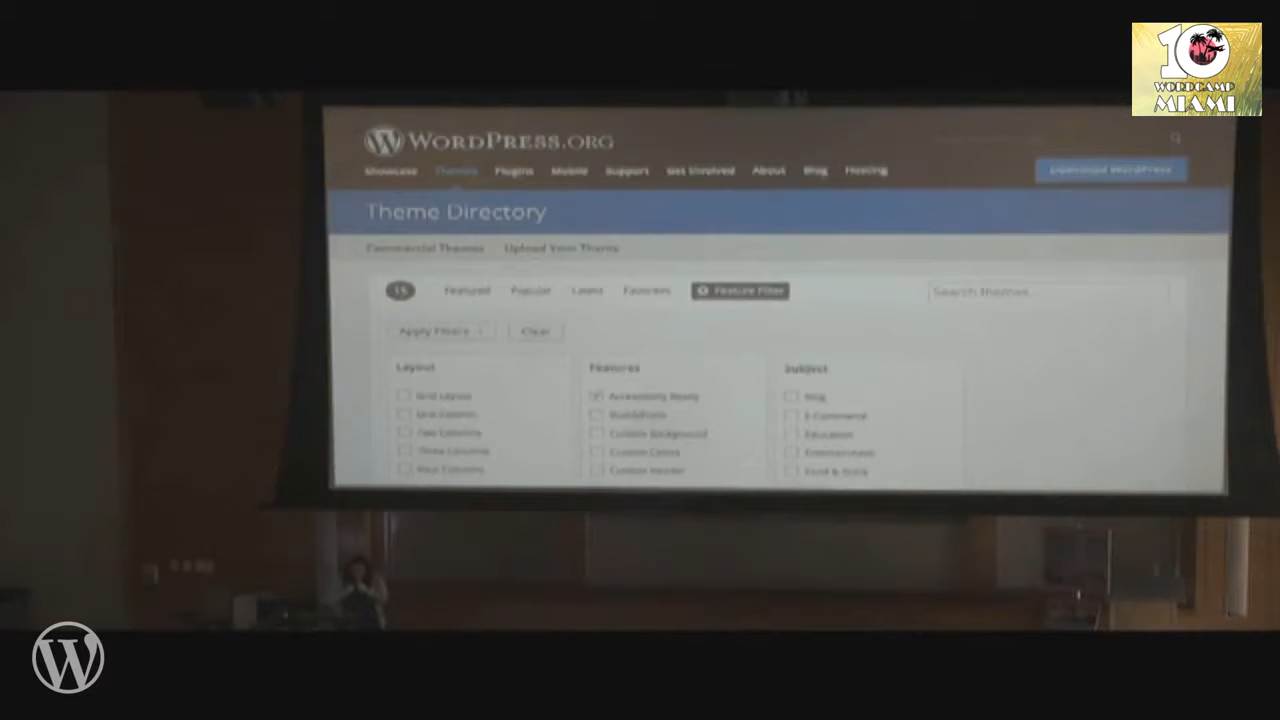 10
WORDCAMP
MIAMI
WORDPRESS.ORG
Showcase Themes Plugins Mobile Support Get Involved About Blog Hosting
Download WordPress
Theme Directory
Commercial Themes Upload Your Theme
15 Featured Popular Latest Favorites Feature Filter Search themes...
Apply Filters Clear
Layout Features Subject
Grid Layout Accessibility Ready Blog
One Column BuddyPress E-Commerce
Two Columns Custom Background Education
Three Columns Custom Colors Entertainment
Four Columns Custom Header Food & Drink